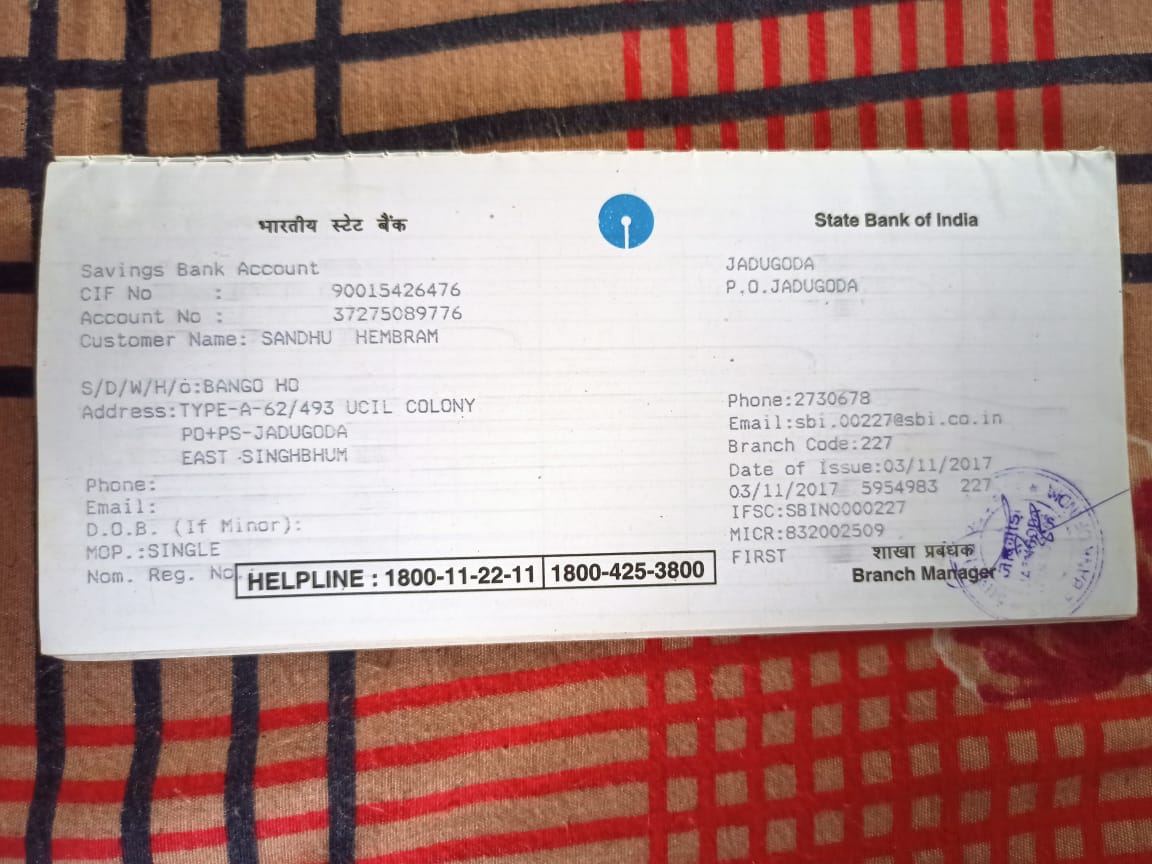 भारतीय स्टेट बैंक
State Bank of India
Savings Bank Account
CIF No : 90015426476
Account No : 37275089776
Customer Name: SANDHU HEMBRAM
S/D/W/H/o:BANGO HO
Address:TYPE-A-62/493 UCIL COLONY
PO+PS-JADUGODA
EAST SINGHBHUM
Phone:
Email:
D.O.B. (If Minor):
MOP.:SINGLE
Nom. Reg. No
HELPLINE : 1800-11-22-11 1800-425-3800
JADUGODA
P.O.JADUGODA
Phone:2730678
Email:sbi.00227@sbi.co.in
Branch Code:227
Date of Issue:03/11/2017
03/11/2017 5954983 227
IFSC:SBIN0000227
MICR:832002509
FIRST
शाखा प्रबंधक
Branch Manager